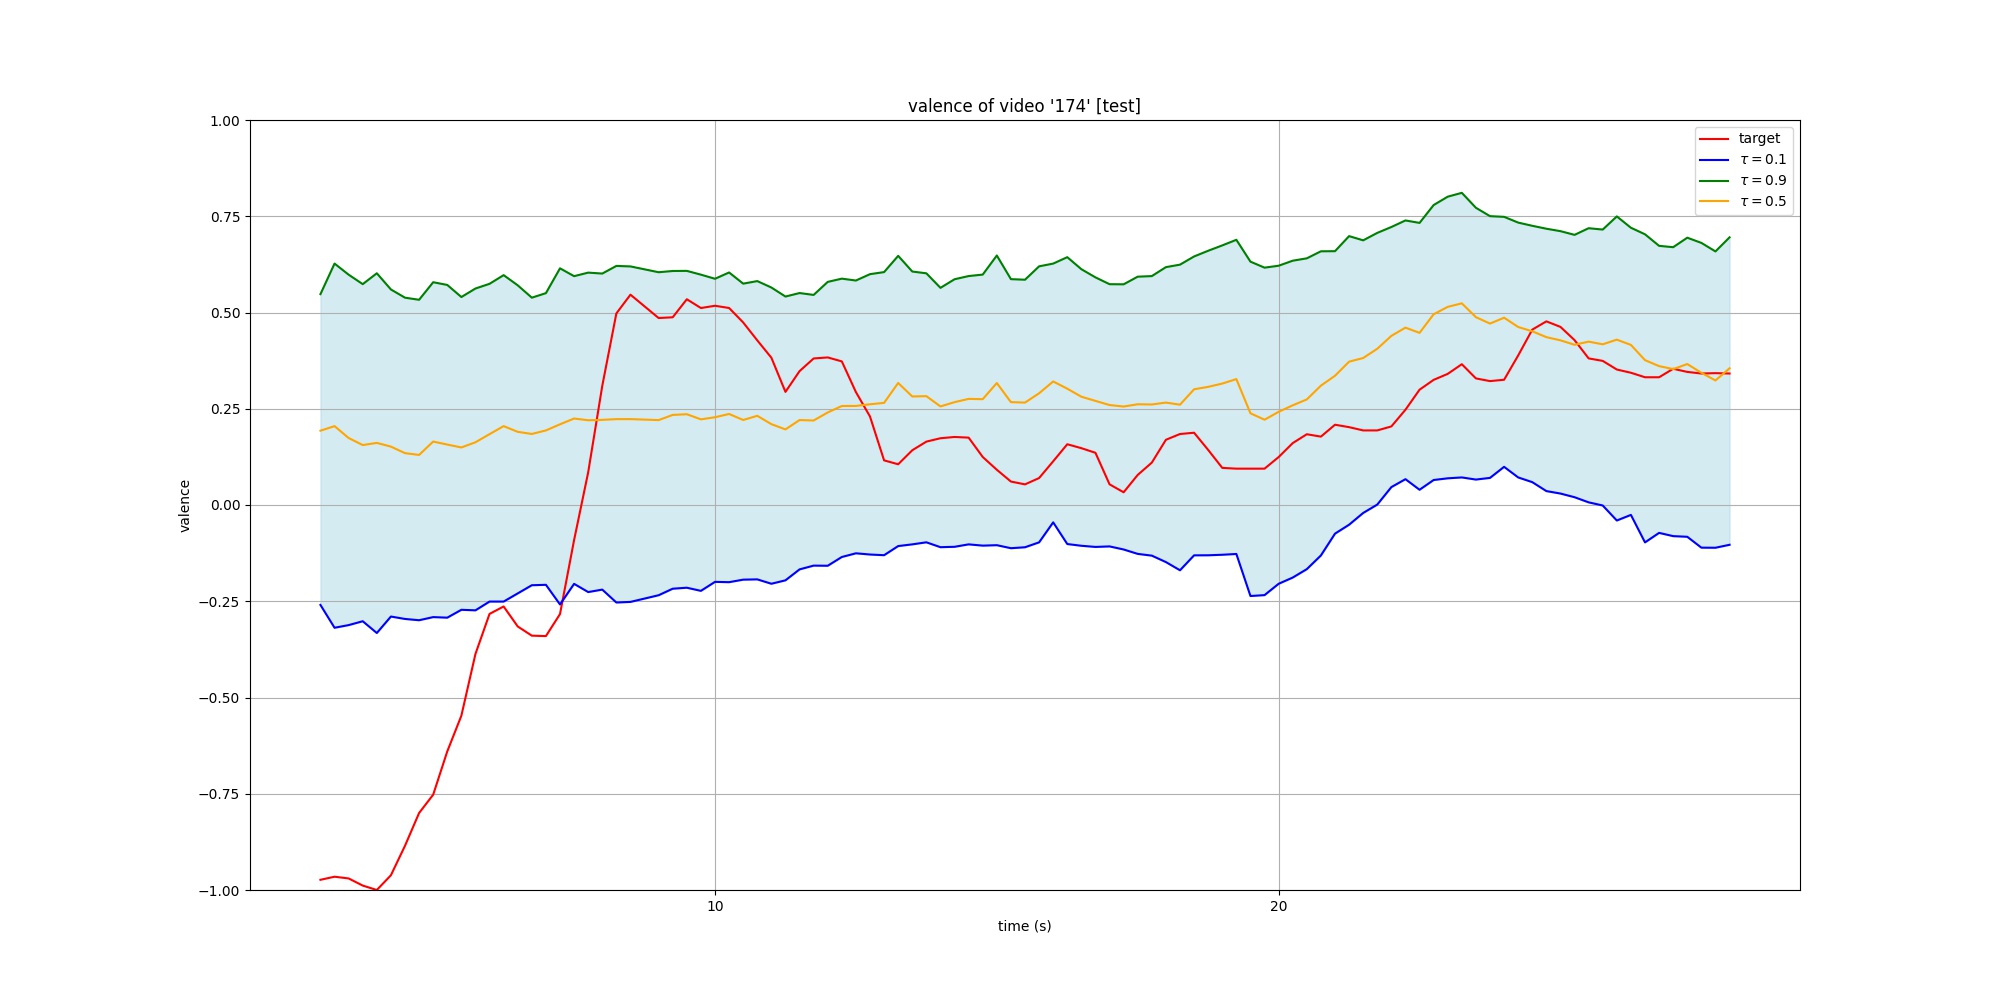 valence of video '174' [test]
target
τ = 0.1
τ = 0.9
τ = 0.5
1.00
0.75
0.50
0.25
0.00
−0.25
−0.50
−0.75
−1.00
valence
10
20
time (s)